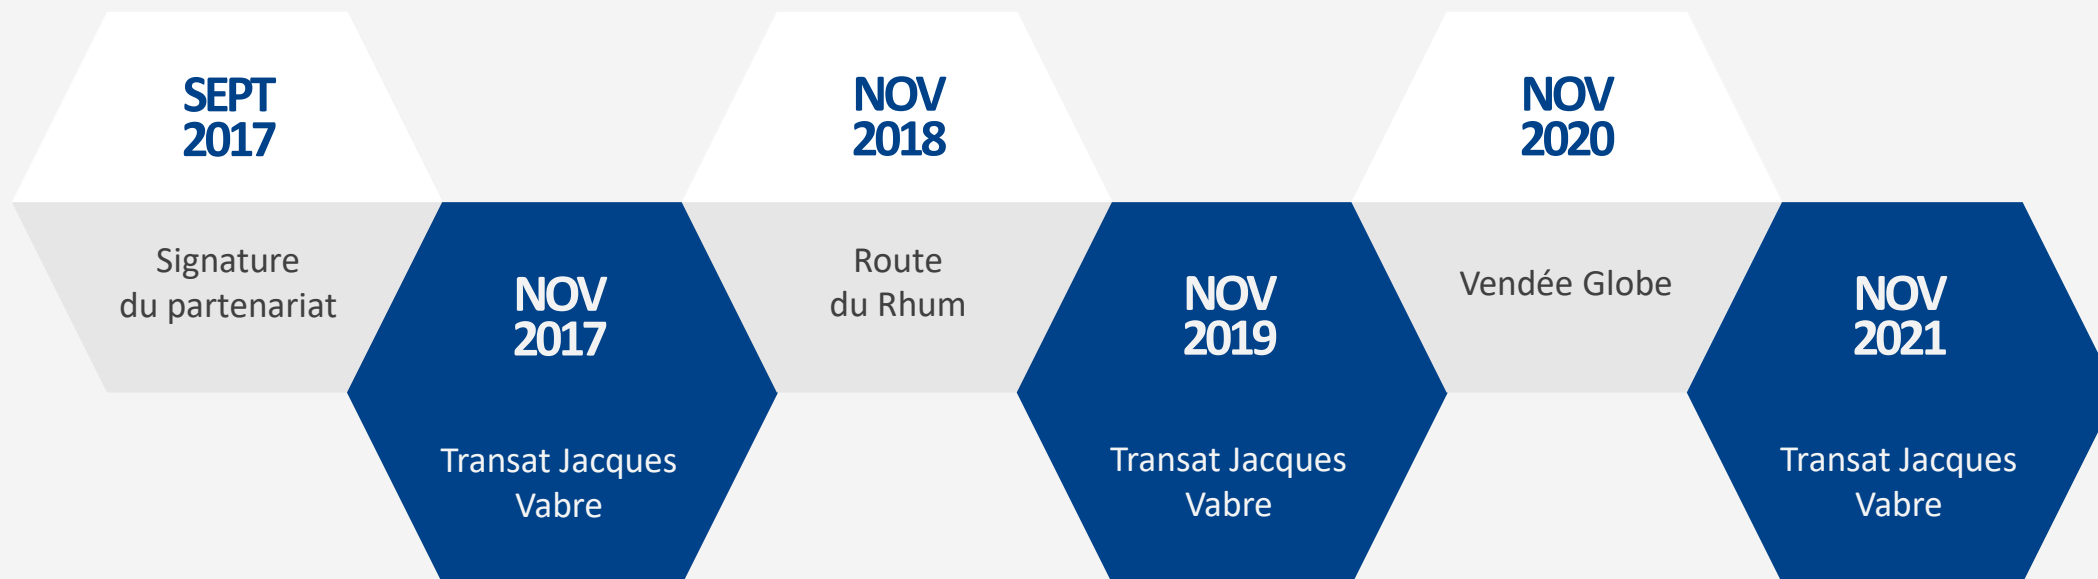 SEPT
2017
Signature
du partenariat
NOV
2017
Transat Jacques
Vabre
NOV
2018
Route
du Rhum
NOV
2019
Transat Jacques
Vabre
NOV
2020
Vendée Globe
NOV
2021
Transat Jacques
Vabre